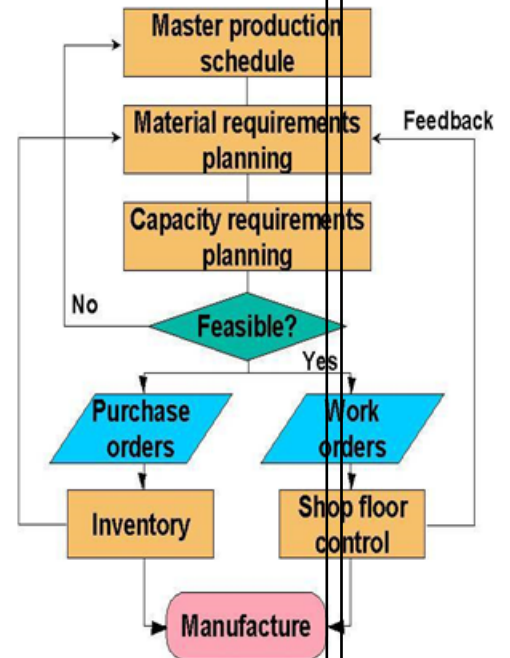 Master production
schedule
Material requirements
planning
Feedback
Capacity requirements
planning
No
Feasible?
Yes
Purchase
orders
Work
orders
Inventory
Shop floor
control
Manufacture